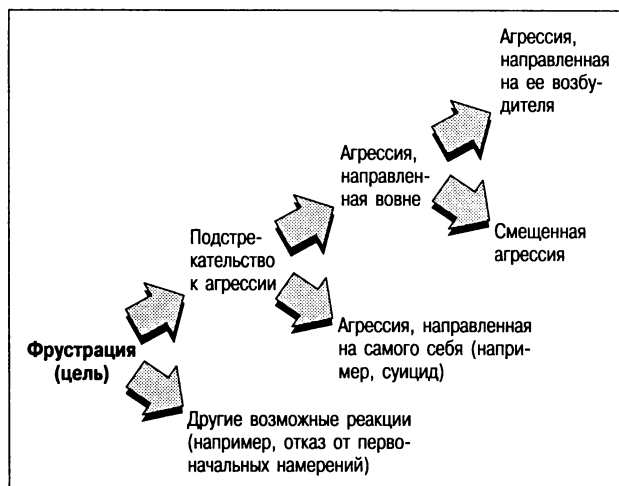 Агрессия,
направленная
на ее возбу-
дителя
Агрессия,
направлен-
ная вовне
Смещенная
агрессия
Подстре-
кательство
к агрессии
Агрессия, направленная
на самого себя (напри-
мер, суицид)
Фрустрация
(цель)
Другие возможные реакции
(например, отказ от перво-
начальных намерений)